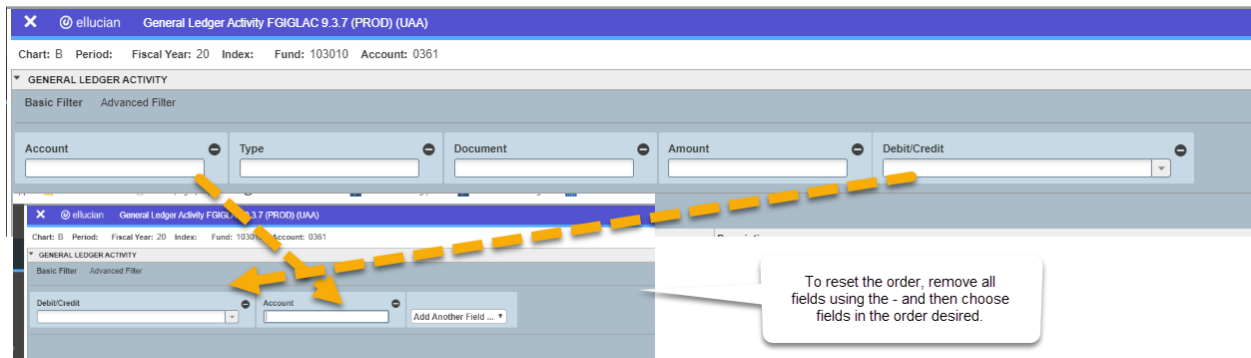 ✕ ellucian General Ledger Activity FGIGLAC 9.3.7 (PROD) (UAA)
Chart: B Period: Fiscal Year: 20 Index: Fund: 103010 Account: 0361
GENERAL LEDGER ACTIVITY
Basic Filter Advanced Filter
Account Type Document Amount Debit/Credit
✕ ellucian General Ledger Activity 9.3.7 (PROD) (UAA)
Chart: B Period: Fiscal Year: 20 Index: Fund: Account: 0361
GENERAL LEDGER ACTIVITY
Basic Filter Advanced Filter
Debit/Credit Account Add Another Field ...
To reset the order, remove all
fields using the - and then choose
fields in the order desired.